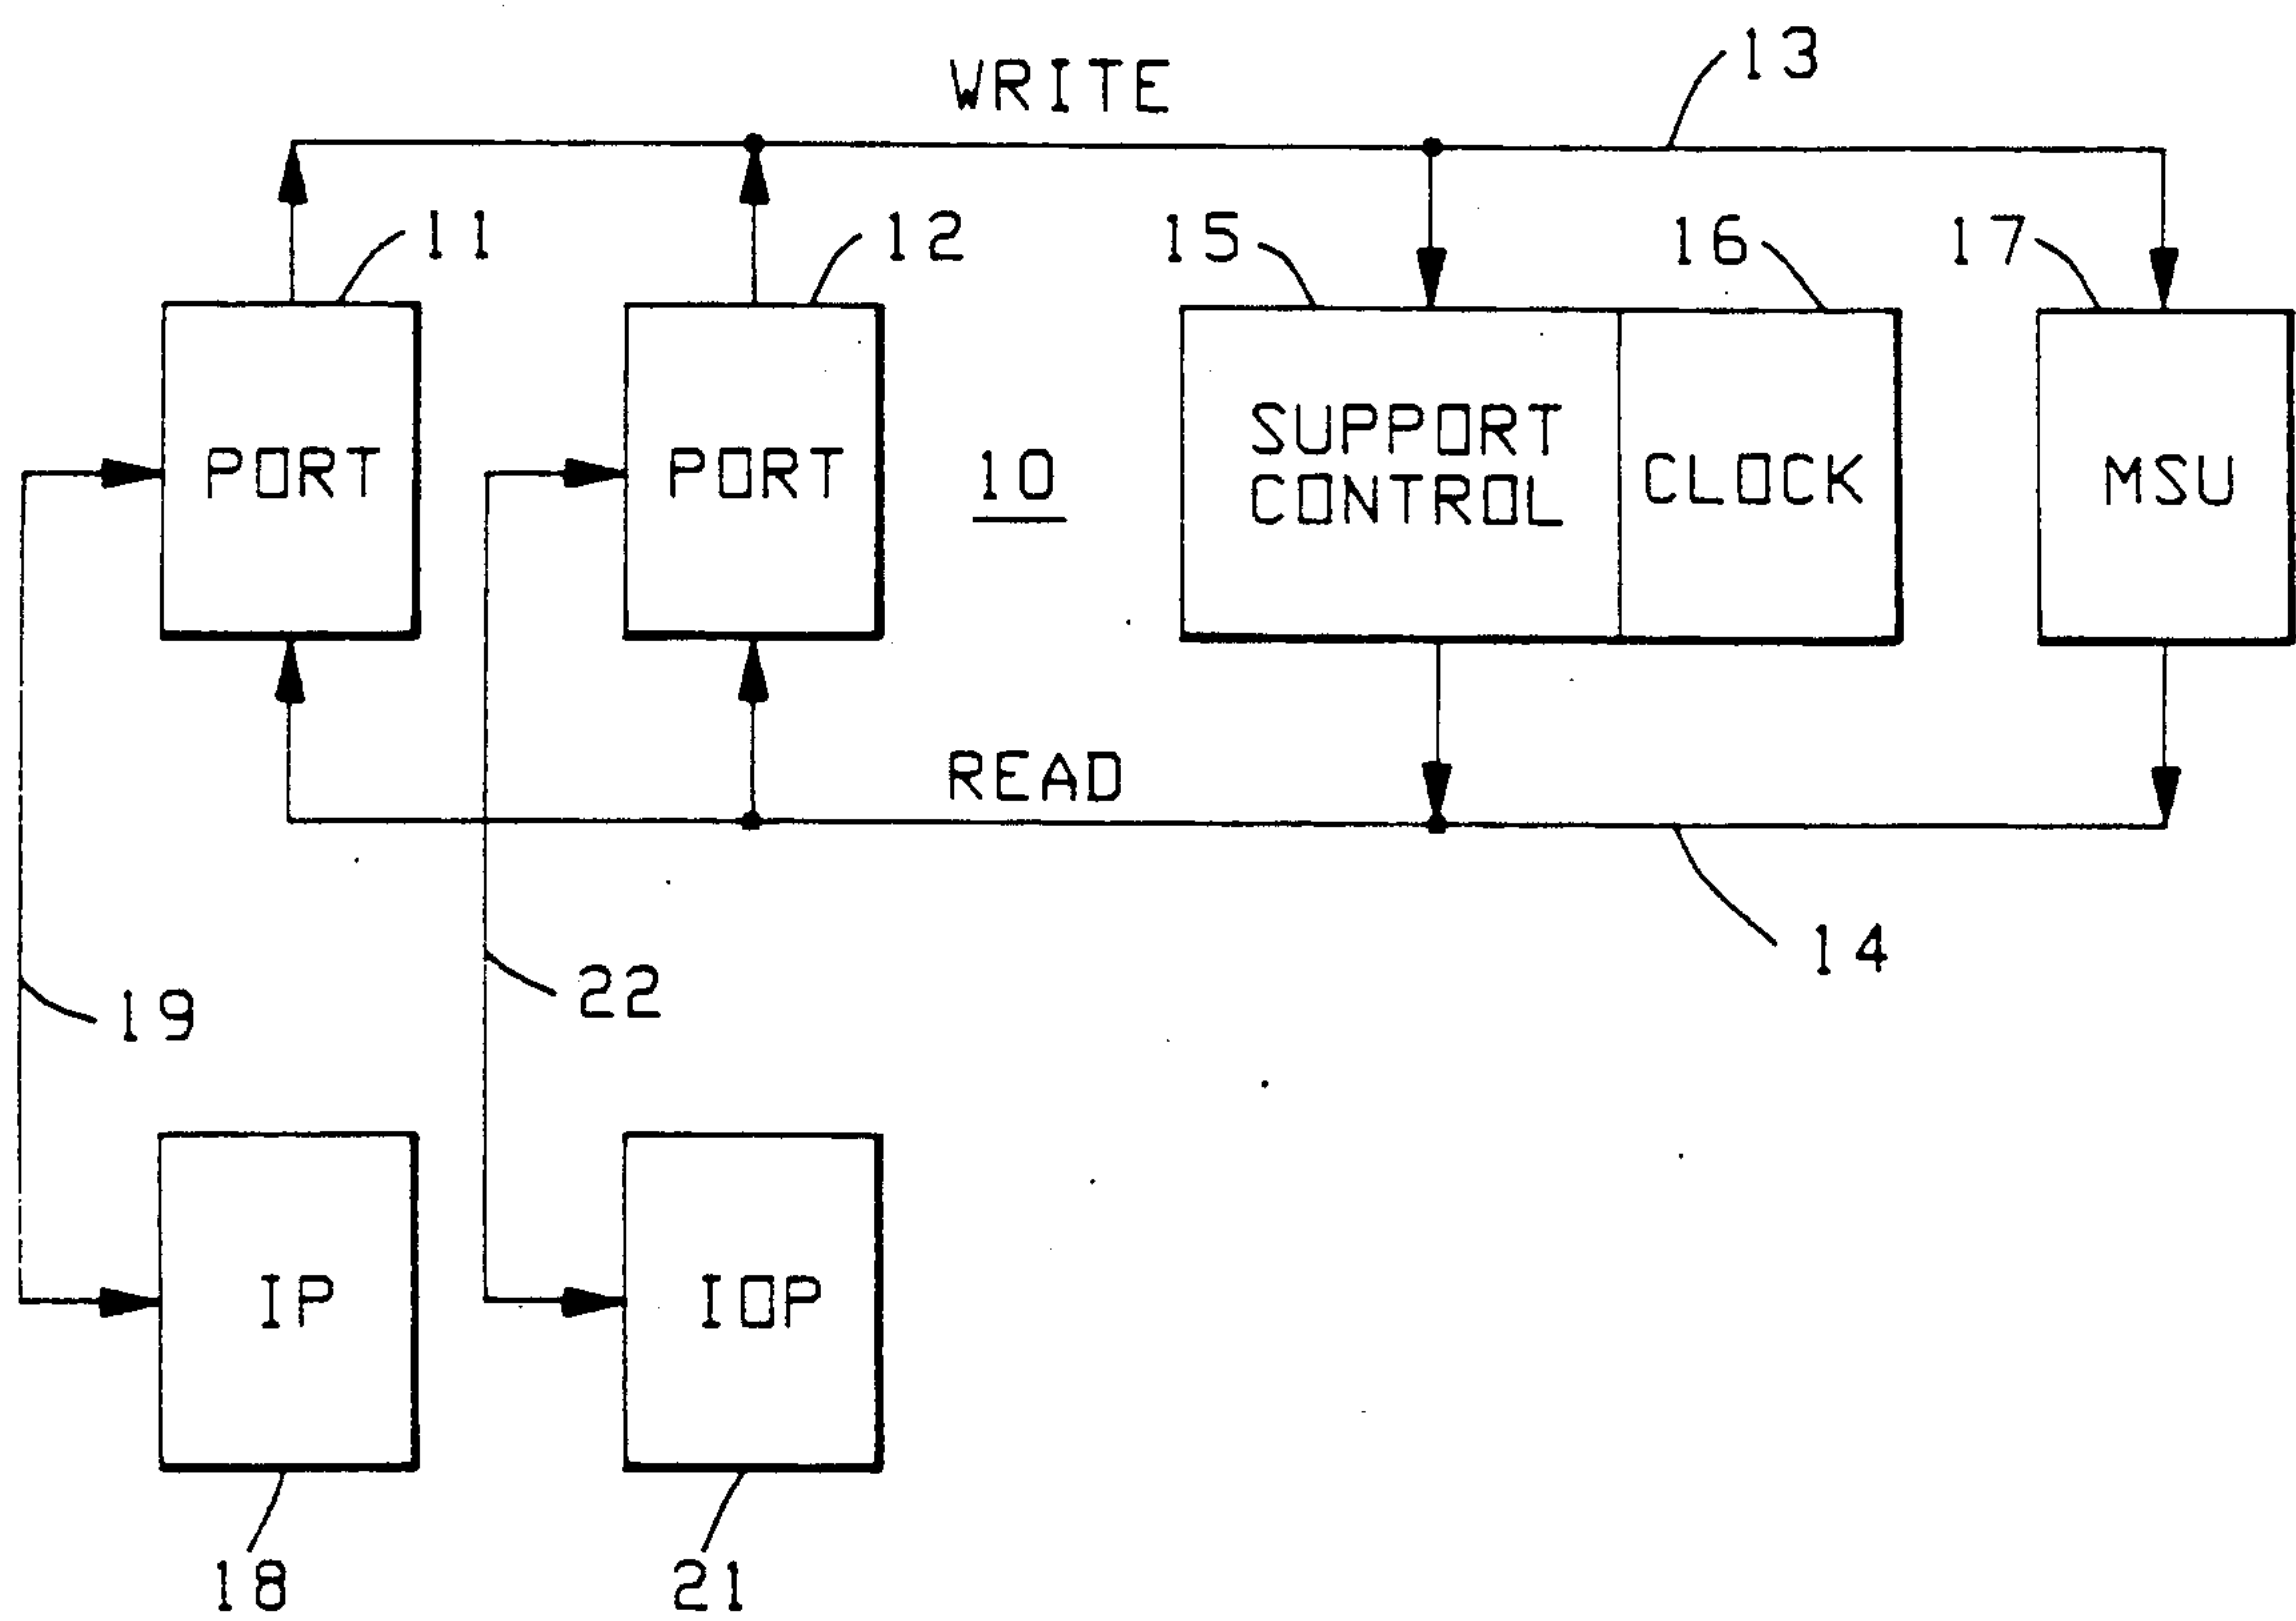 WRITE
13
11
12
15
16
17
PORT
PORT
10
SUPPORT
CONTROL
CLOCK
MSU
READ
14
19
22
IP
IOP
18
21